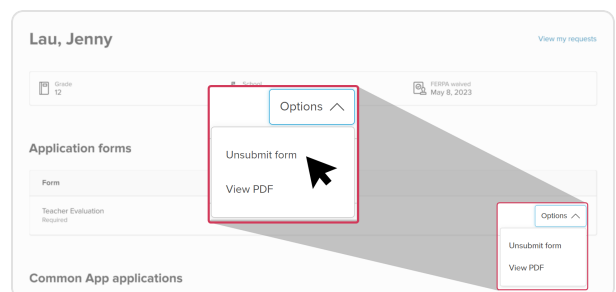 Lau, Jenny
View my requests
Grade
12
School
FERPA waived
May 8, 2023
Options
Unsubmit form
View PDF
Application forms
Form
Teacher Evaluation
Required
Options
Unsubmit form
View PDF
Common App applications